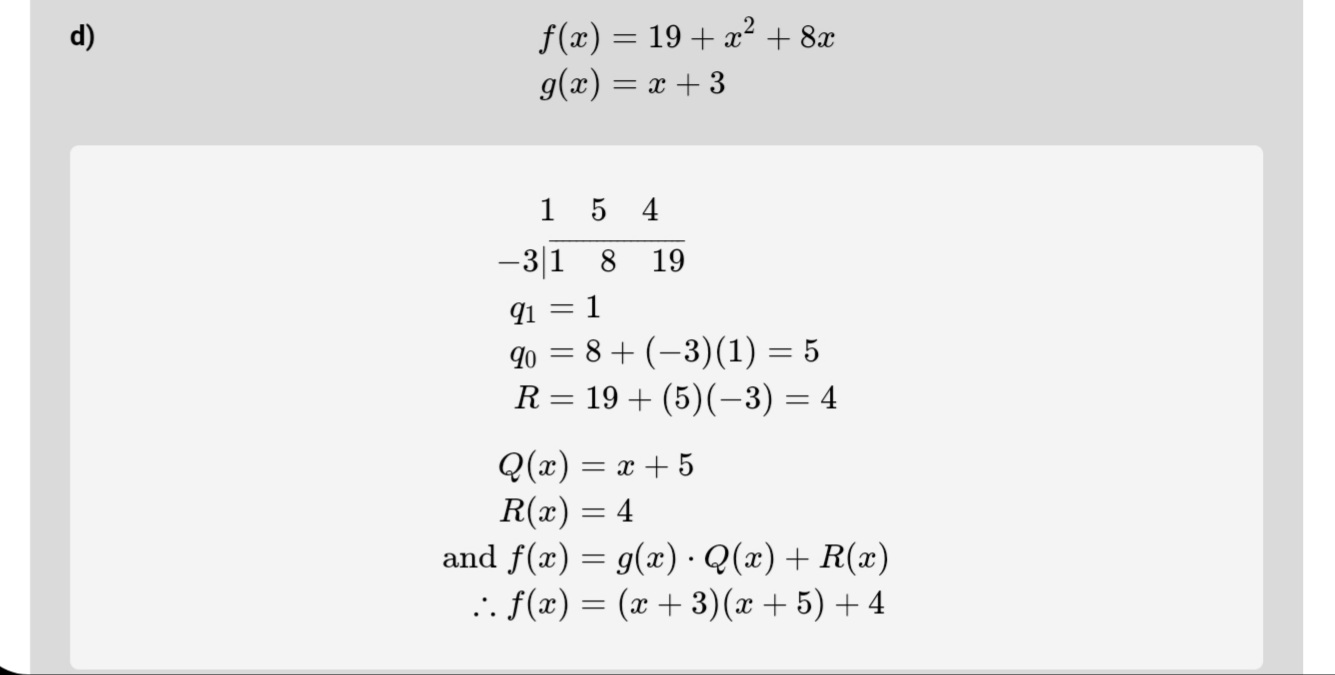 d) f(x) = 19 + x² + 8x
g(x) = x + 3
1 5 4
−3|1 8 19
q₁ = 1
q₀ = 8 + (−3)(1) = 5
R = 19 + (5)(−3) = 4
Q(x) = x + 5
R(x) = 4
and f(x) = g(x) · Q(x) + R(x)
∴ f(x) = (x + 3)(x + 5) + 4